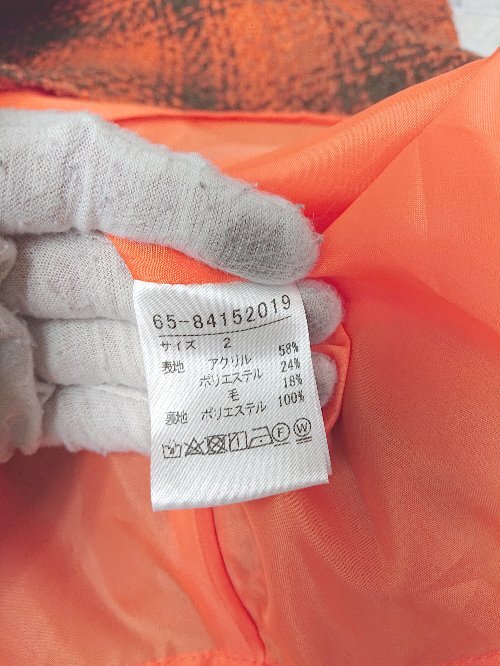 65-84152019
サイズ 2
表地 アクリル 58%
ポリエステル 24%
毛 18%
裏地 ポリエステル 100%
F W